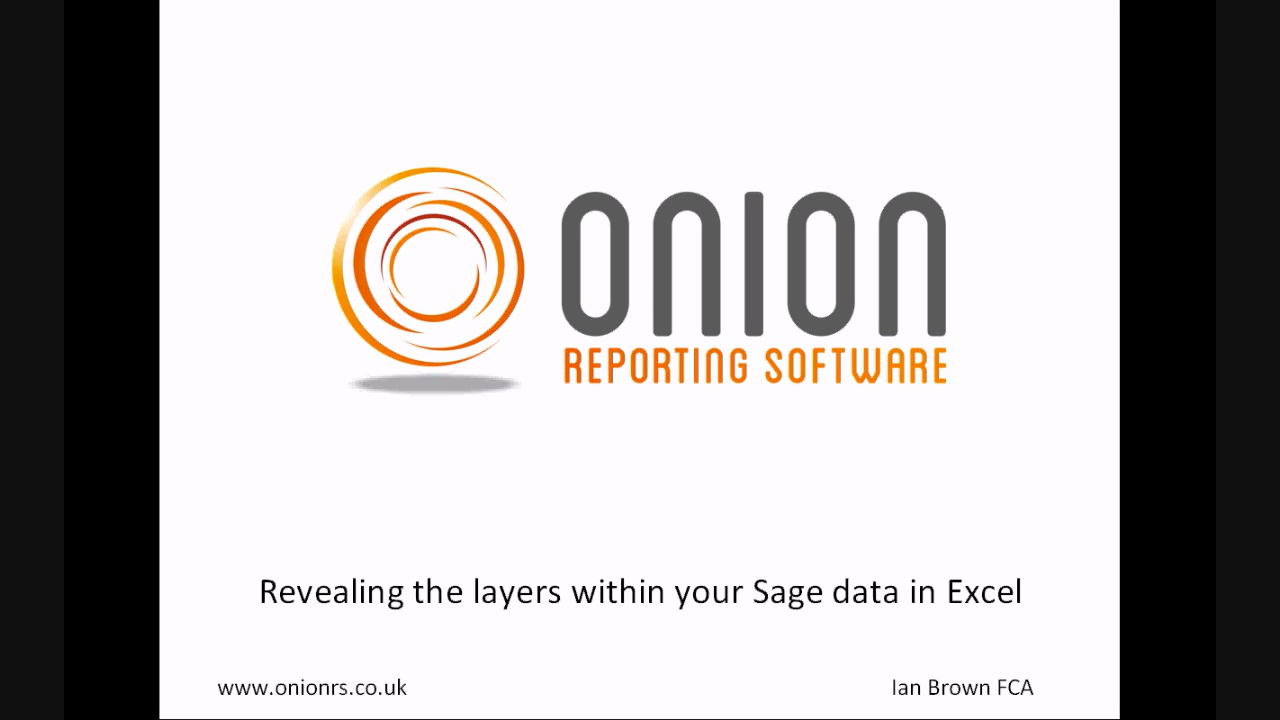 ONION
REPORTING SOFTWARE
Revealing the layers within your Sage data in Excel
www.onionrs.co.uk
Ian Brown FCA